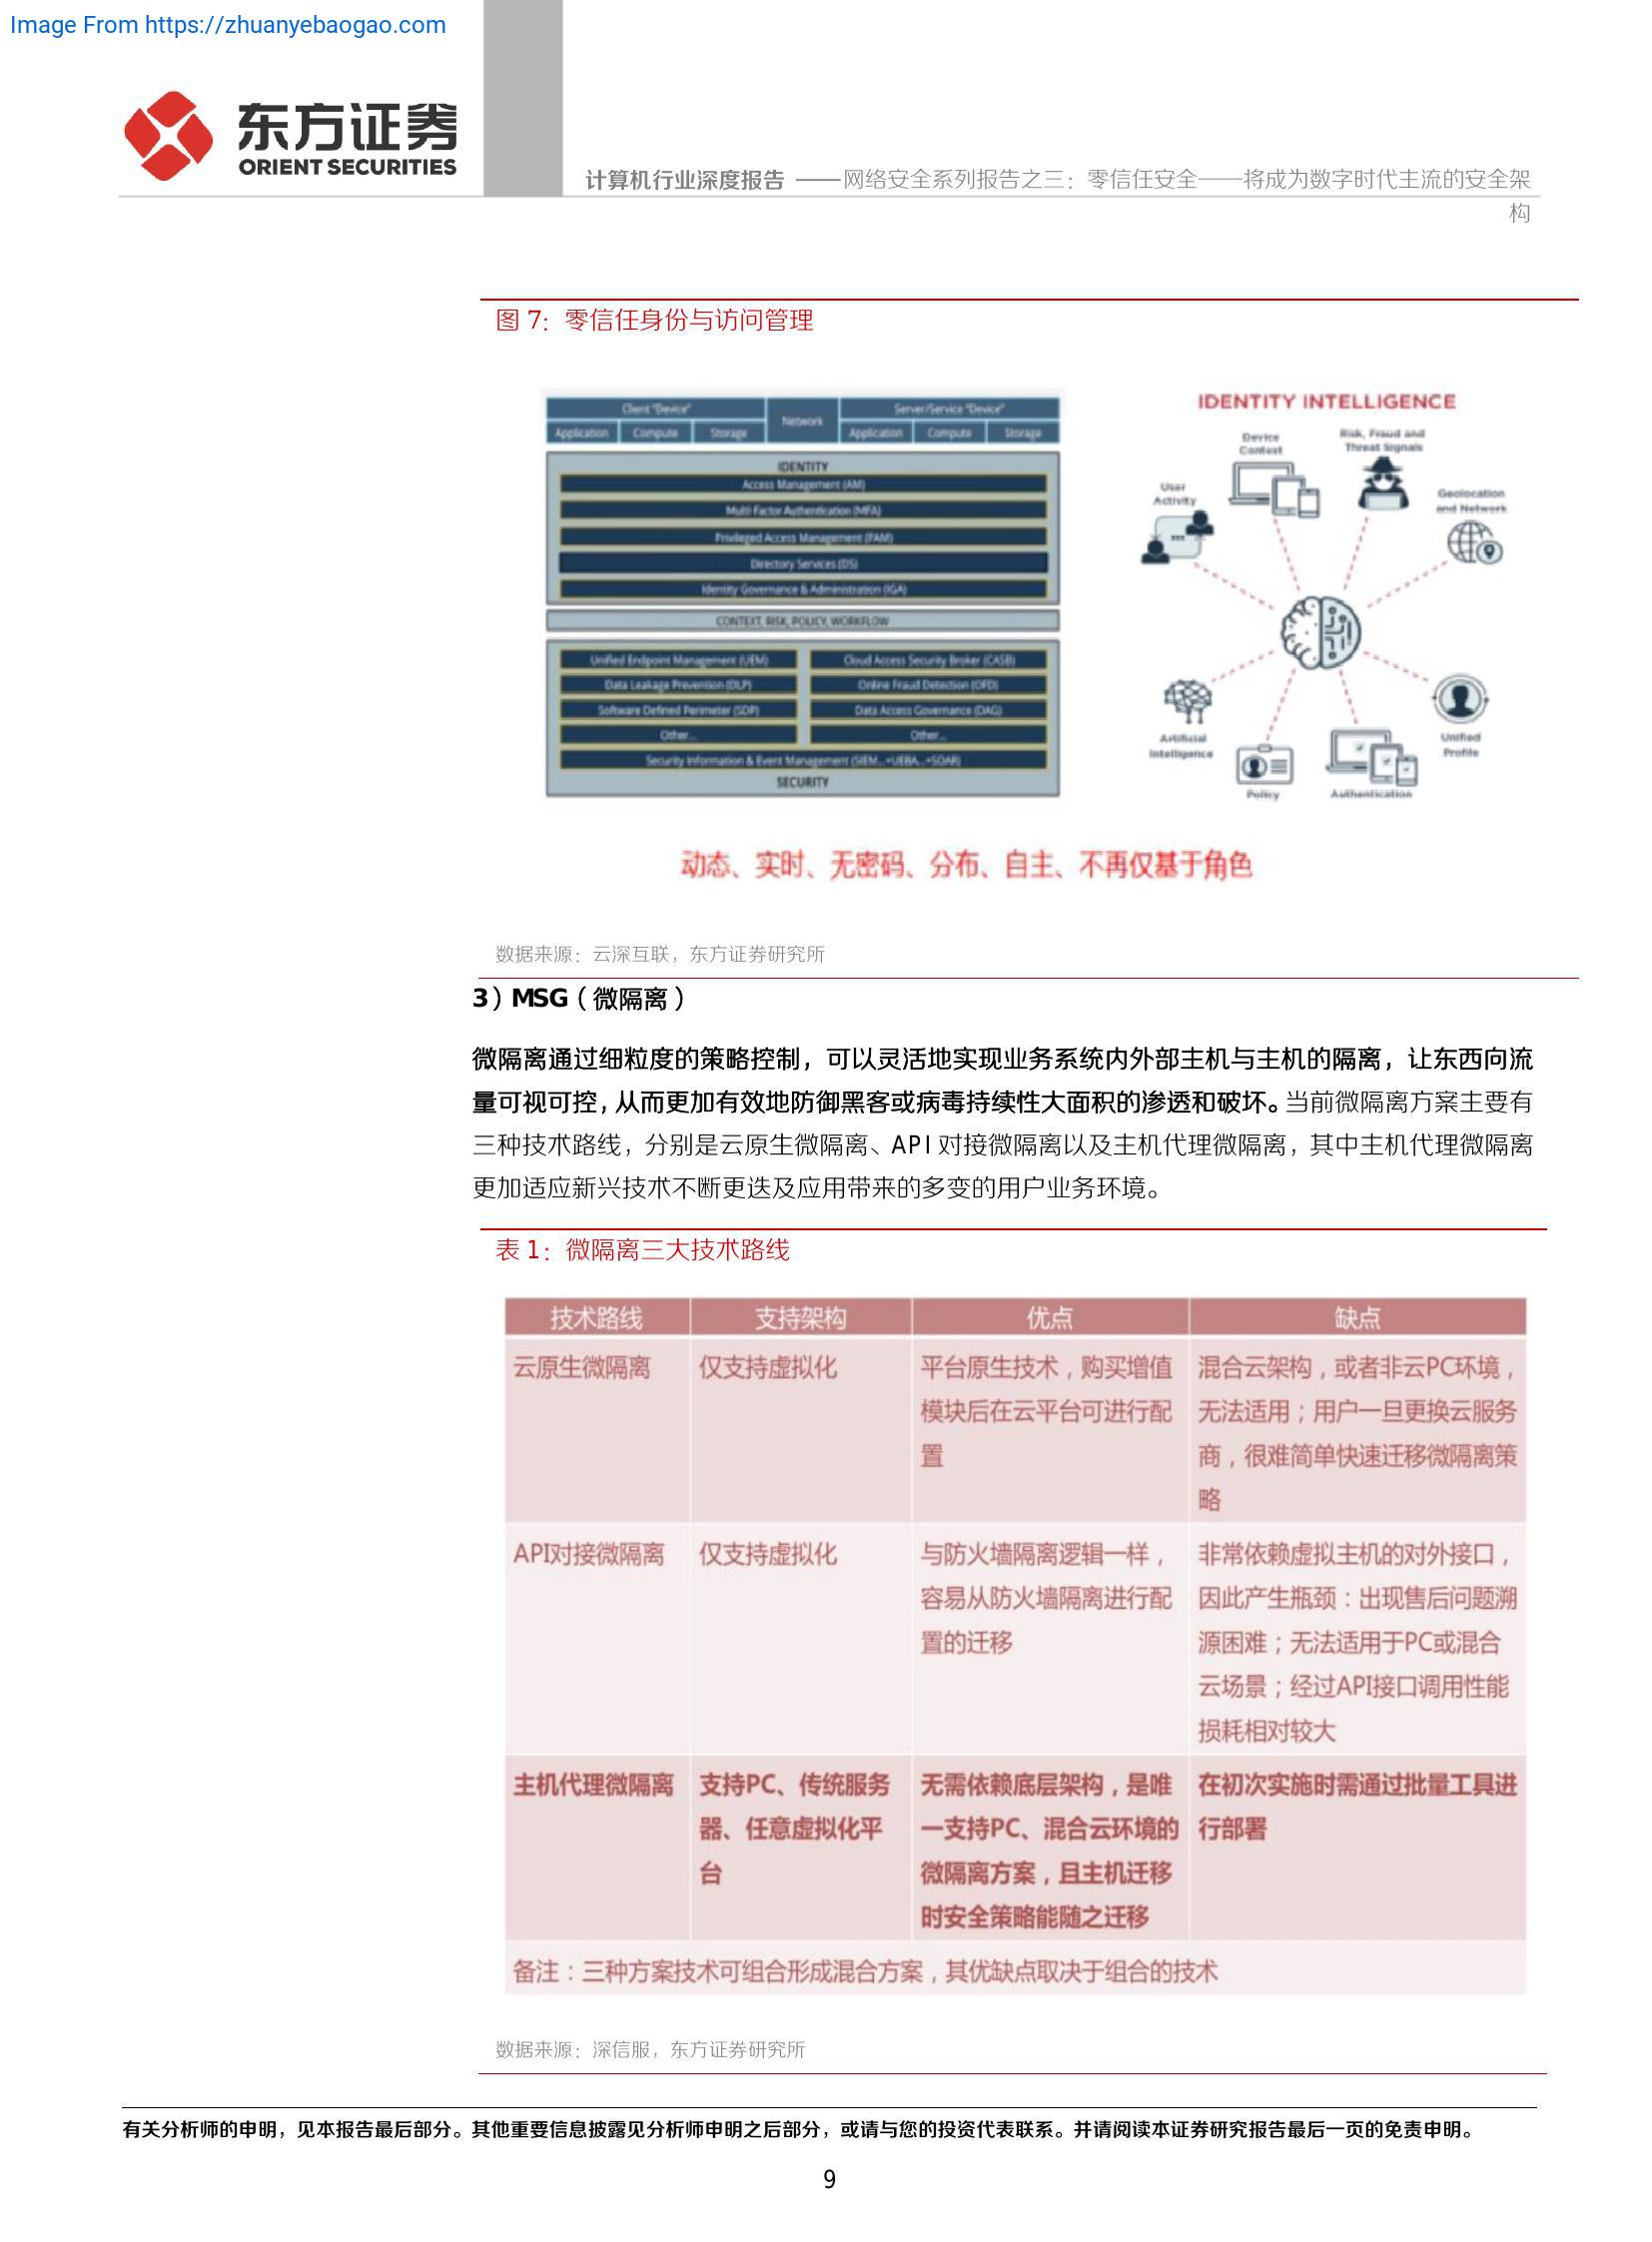 Image From https://zhuanyebaogao.com
东方证券
ORIENT SECURITIES
计算机行业深度报告 ——网络安全系列报告之三：零信任安全——将成为数字时代主流的安全架
构
图 7：零信任身份与访问管理
Client "Device"
Network
Server/Service "Device"
Application
Compute
Storage
Application
Compute
Storage
IDENTITY
Access Management (AM)
Multi-Factor Authentication (MFA)
Privileged Access Management (PAM)
Directory Services (DS)
Identity Governance & Administration (IGA)
CONTEXT, RISK, POLICY, WORKFLOW
Unified Endpoint Management (UEM)
Cloud Access Security Broker (CASB)
Data Leakage Prevention (DLP)
Online Fraud Detection (OFD)
Software Defined Perimeter (SDP)
Data Access Governance (DAG)
Other...
Other...
Security Information & Event Management (SIEM...+UEBA...+SOAR)
SECURITY
IDENTITY INTELLIGENCE
Device
Context
Risk, Fraud and
Threat Signals
User
Activity
Geolocation
and Network
Artificial
Intelligence
Unified
Profile
Policy
Authentication
动态、实时、无密码、分布、自主、不再仅基于角色
数据来源：云深互联，东方证券研究所
3）MSG（微隔离）
微隔离通过细粒度的策略控制，可以灵活地实现业务系统内外部主机与主机的隔离，让东西向流
量可视可控，从而更加有效地防御黑客或病毒持续性大面积的渗透和破坏。当前微隔离方案主要有
三种技术路线，分别是云原生微隔离、API 对接微隔离以及主机代理微隔离，其中主机代理微隔离
更加适应新兴技术不断更迭及应用带来的多变的用户业务环境。
表 1：微隔离三大技术路线
技术路线
支持架构
优点
缺点
云原生微隔离
仅支持虚拟化
平台原生技术，购买增值
模块后在云平台可进行配
置
混合云架构，或者非云PC环境，
无法适用；用户一旦更换云服务
商，很难简单快速迁移微隔离策
略
API对接微隔离
仅支持虚拟化
与防火墙隔离逻辑一样，
容易从防火墙隔离进行配
置的迁移
非常依赖虚拟主机的对外接口，
因此产生瓶颈：出现售后问题溯
源困难；无法适用于PC或混合
云场景；经过API接口调用性能
损耗相对较大
主机代理微隔离
支持PC、传统服务
器、任意虚拟化平
台
无需依赖底层架构，是唯
一支持PC、混合云环境的
微隔离方案，且主机迁移
时安全策略能随之迁移
在初次实施时需通过批量工具进
行部署
备注：三种方案技术可组合形成混合方案，其优缺点取决于组合的技术
数据来源：深信服，东方证券研究所
有关分析师的申明，见本报告最后部分。其他重要信息披露见分析师申明之后部分，或请与您的投资代表联系。并请阅读本证券研究报告最后一页的免责申明。
9